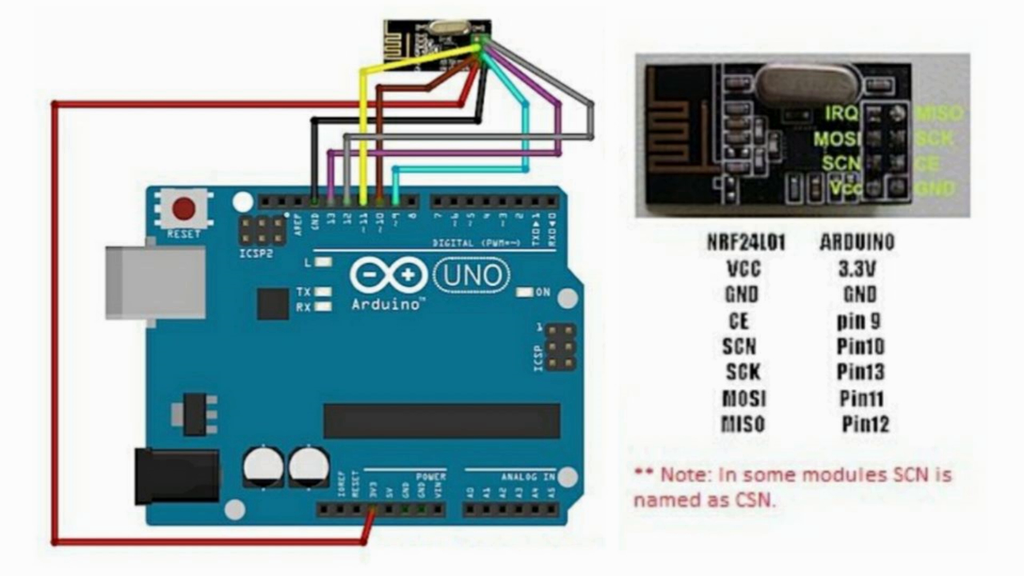 RESET
ICSP2
AREF
GND
13
12
~11
~10
~9
8
7
~6
~5
4
~3
2
TXD▸1
RXD◂0
DIGITAL (PWM=~)
L
TX
RX
UNO
Arduino™
ON
1
ICSP
IOREF
RESET
3V3
5V
GND
GND
VIN
POWER
ANALOG IN
A0
A1
A2
A3
A4
A5
IRQ MISO
MOSI SCK
SCN CE
Vcc GND
NRF24L01 ARDUINO
VCC 3.3V
GND GND
CE pin 9
SCN Pin10
SCK Pin13
MOSI Pin11
MISO Pin12
** Note: In some modules SCN is
named as CSN.